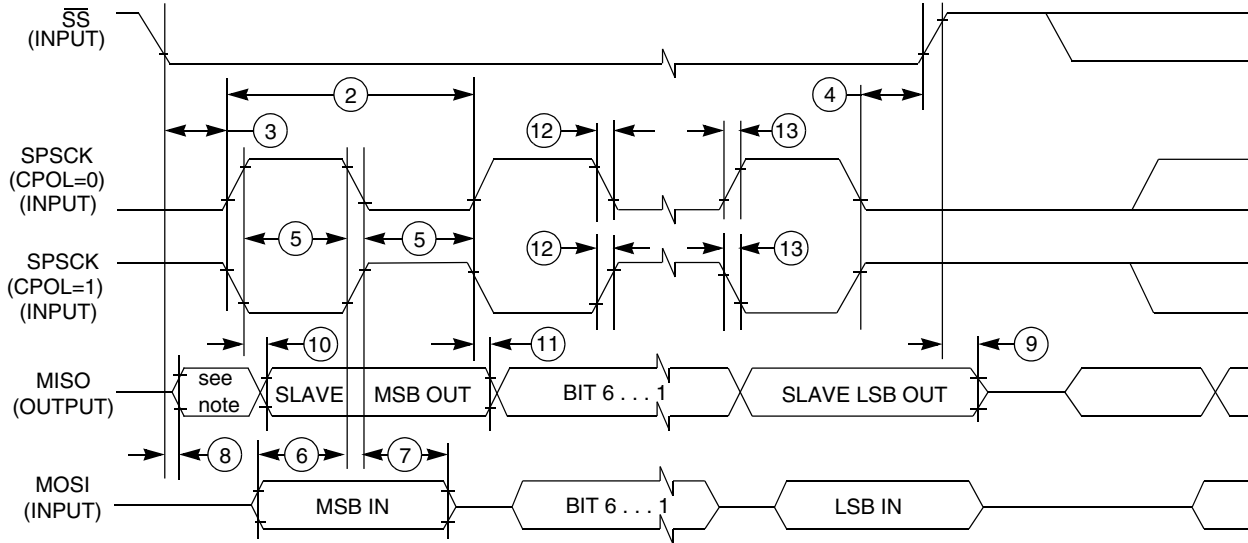 SS
(INPUT)
2
4
3
12
13
SPSCK
(CPOL=0)
(INPUT)
5
5
12
13
SPSCK
(CPOL=1)
(INPUT)
10
11
9
MISO
(OUTPUT)
see
note
SLAVE
MSB OUT
BIT 6 . . . 1
SLAVE LSB OUT
8
6
7
MOSI
(INPUT)
MSB IN
BIT 6 . . . 1
LSB IN